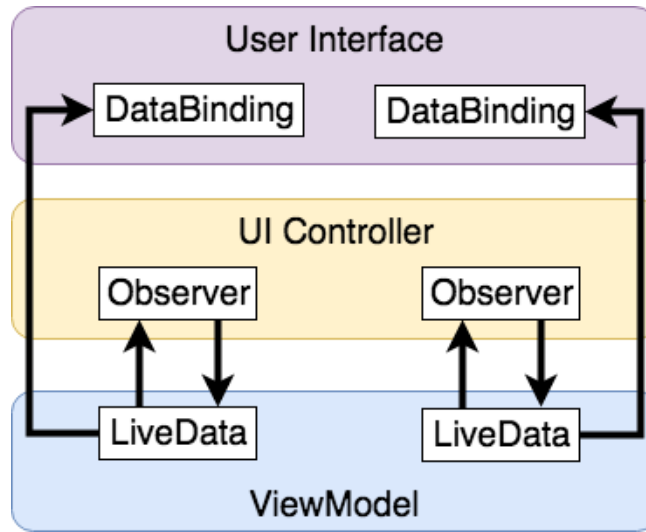 User Interface
DataBinding
DataBinding
UI Controller
Observer
Observer
LiveData
LiveData
ViewModel